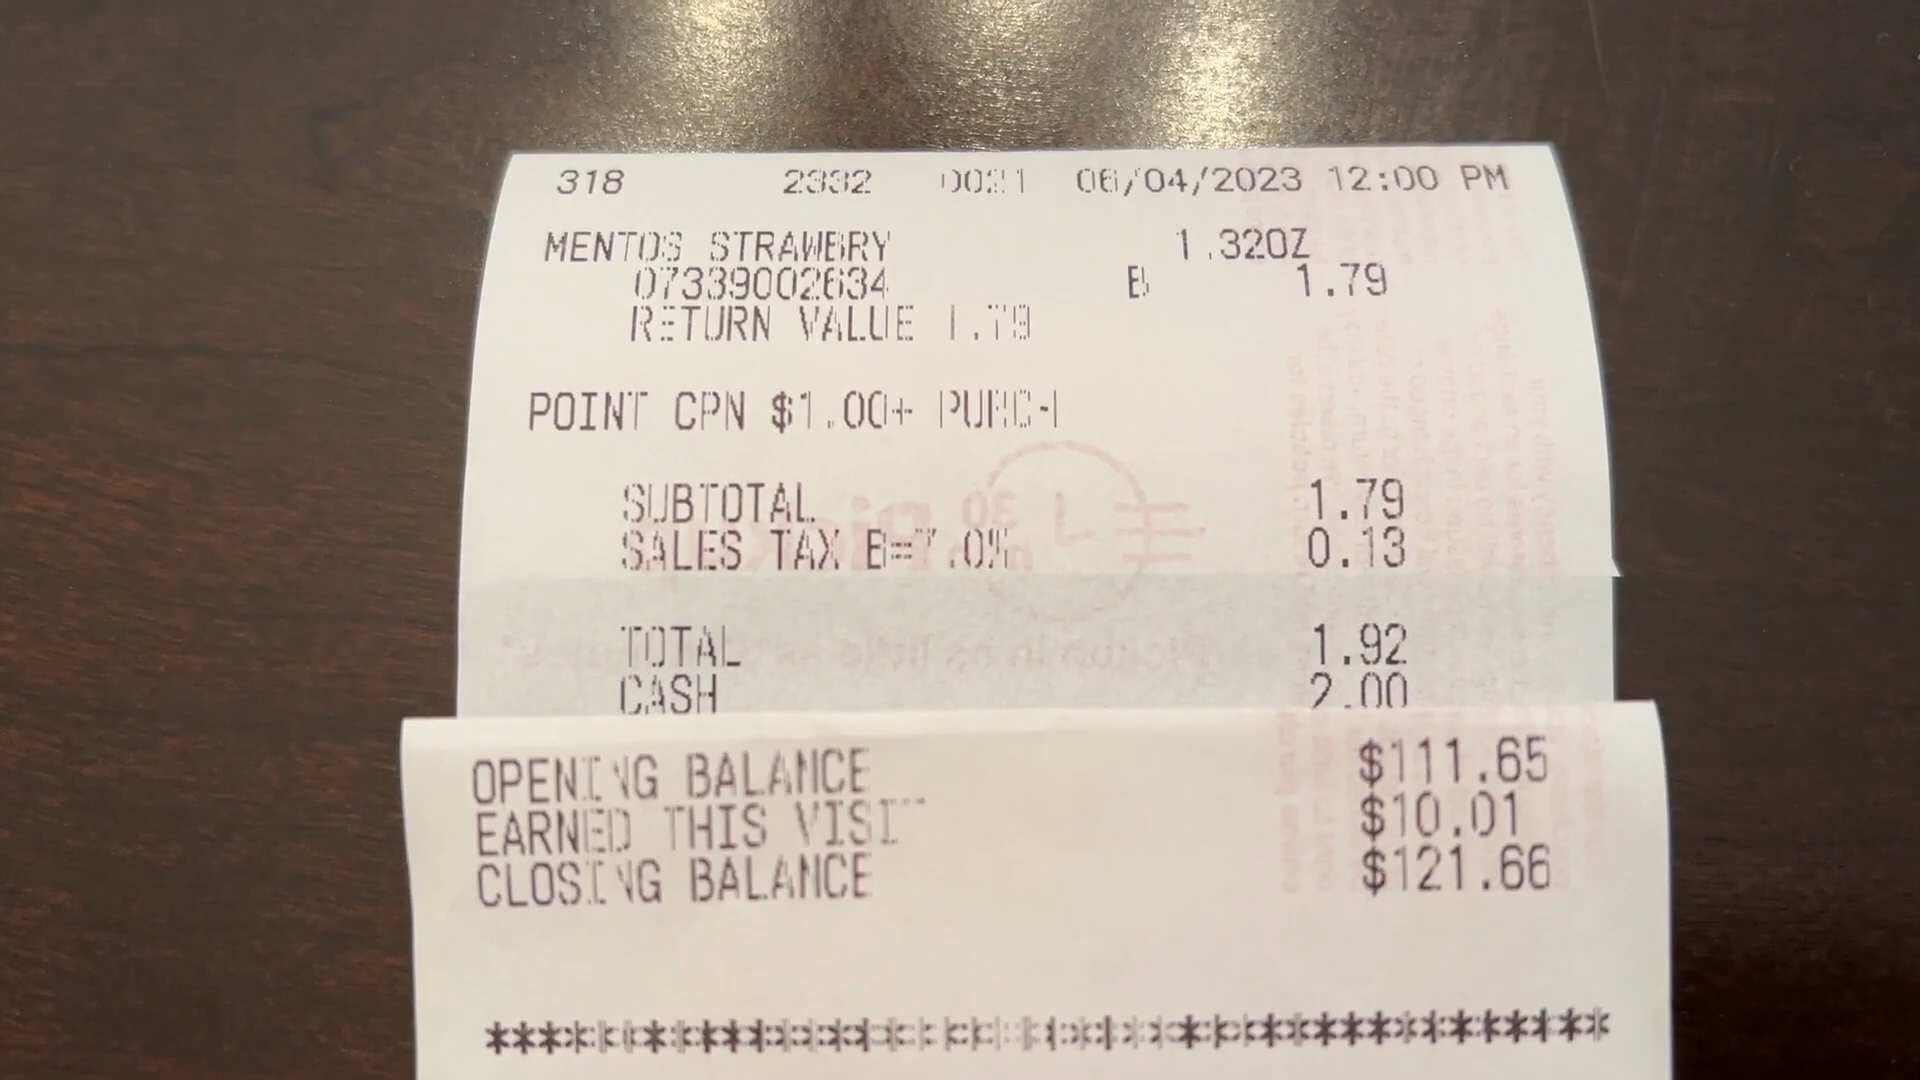 318 2332 0021 06/04/2023 12:00 PM
MENTOS STRAWBRY 1.32OZ
07339002634 B 1.79
RETURN VALUE 1.79
POINT CPN $1.00+ PURCH
SUBTOTAL 1.79
SALES TAX B=7.0% 0.13
TOTAL 1.92
CASH 2.00
OPENING BALANCE $111.65
EARNED THIS VISIT $10.01
CLOSING BALANCE $121.66
******************************************